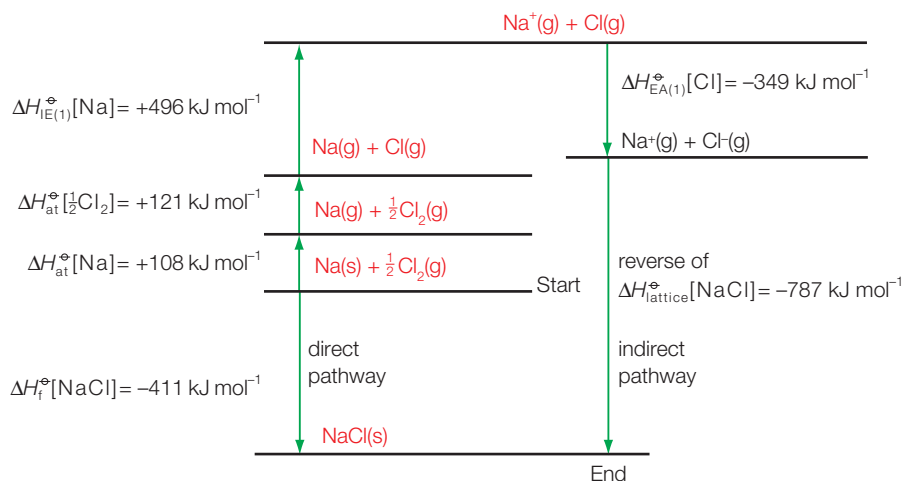 Na⁺(g) + Cl(g)
ΔH⦵IE(1)[Na] = +496 kJ mol⁻¹
ΔH⦵EA(1)[Cl] = –349 kJ mol⁻¹
Na(g) + Cl(g)
Na⁺(g) + Cl⁻(g)
ΔH⦵at[½Cl₂] = +121 kJ mol⁻¹
Na(g) + ½Cl₂(g)
ΔH⦵at[Na] = +108 kJ mol⁻¹
Na(s) + ½Cl₂(g)
Start
reverse of
ΔH⦵lattice[NaCl] = –787 kJ mol⁻¹
direct
pathway
indirect
pathway
ΔH⦵f[NaCl] = –411 kJ mol⁻¹
NaCl(s)
End